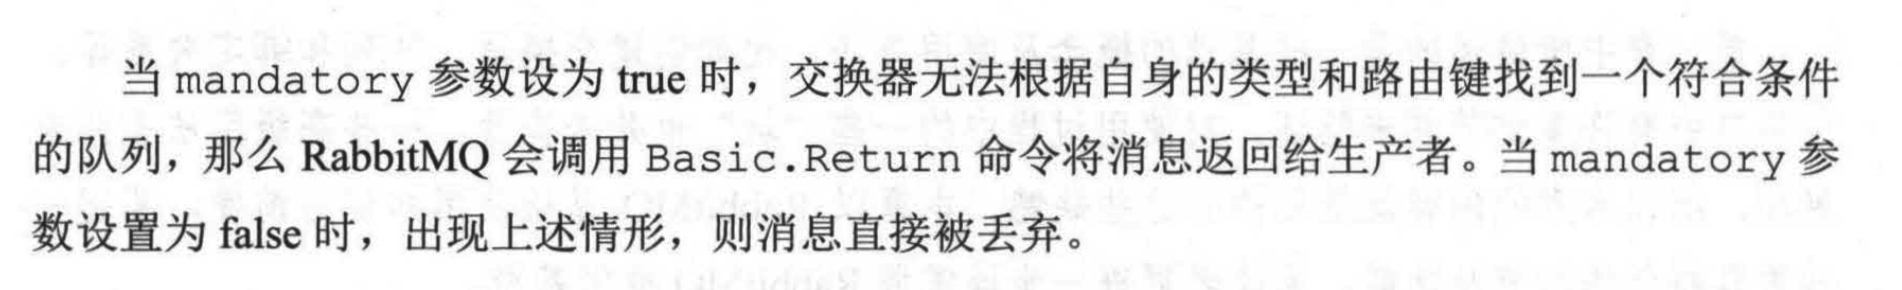 当 mandatory 参数设为 true 时，交换器无法根据自身的类型和路由键找到一个符合条件
的队列，那么 RabbitMQ 会调用 Basic.Return 命令将消息返回给生产者。当 mandatory 参
数设置为 false 时，出现上述情形，则消息直接被丢弃。